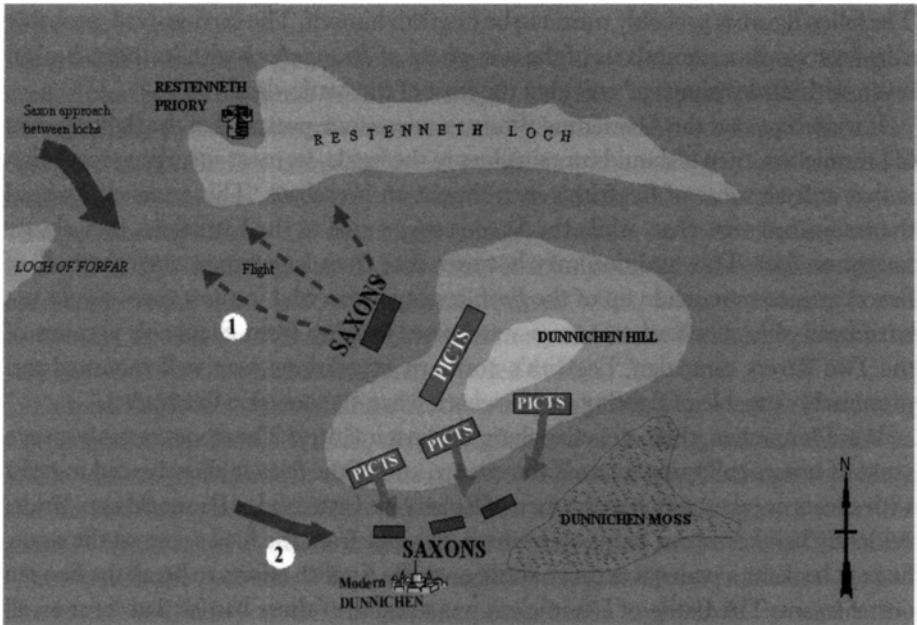 RESTENNETH
PRIORY
Saxon approach
between lochs
RESTENNETH LOCH
LOCH OF FORFAR
Flight
1
SAXONS
PICTS
DUNNICHEN HILL
PICTS
PICTS
PICTS
N
DUNNICHEN MOSS
2
SAXONS
Modern
DUNNICHEN